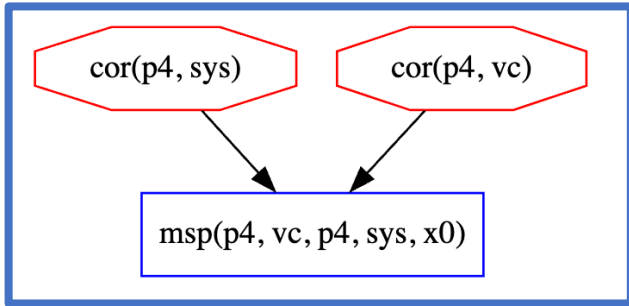 cor(p4, sys)
cor(p4, vc)
msp(p4, vc, p4, sys, x0)